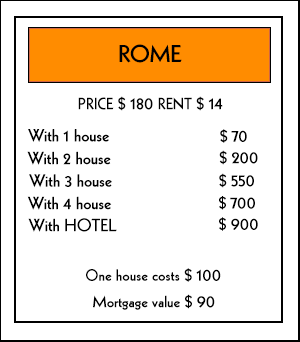 ROME
PRICE $ 180 RENT $ 14
With 1 house $ 70
With 2 house $ 200
With 3 house $ 550
With 4 house $ 700
With HOTEL $ 900
One house costs $ 100
Mortgage value $ 90